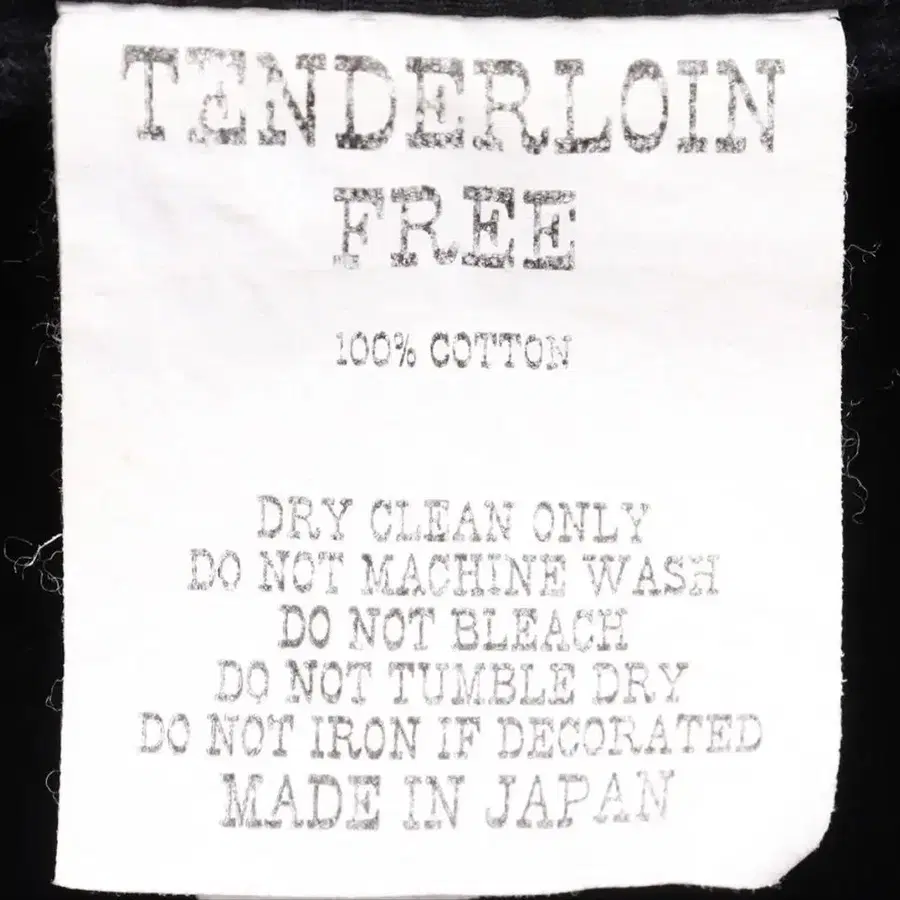 TENDERLOIN
FREE
100% COTTON
DRY CLEAN ONLY
DO NOT MACHINE WASH
DO NOT BLEACH
DO NOT TUMBLE DRY
DO NOT IRON IF DECORATED
MADE IN JAPAN